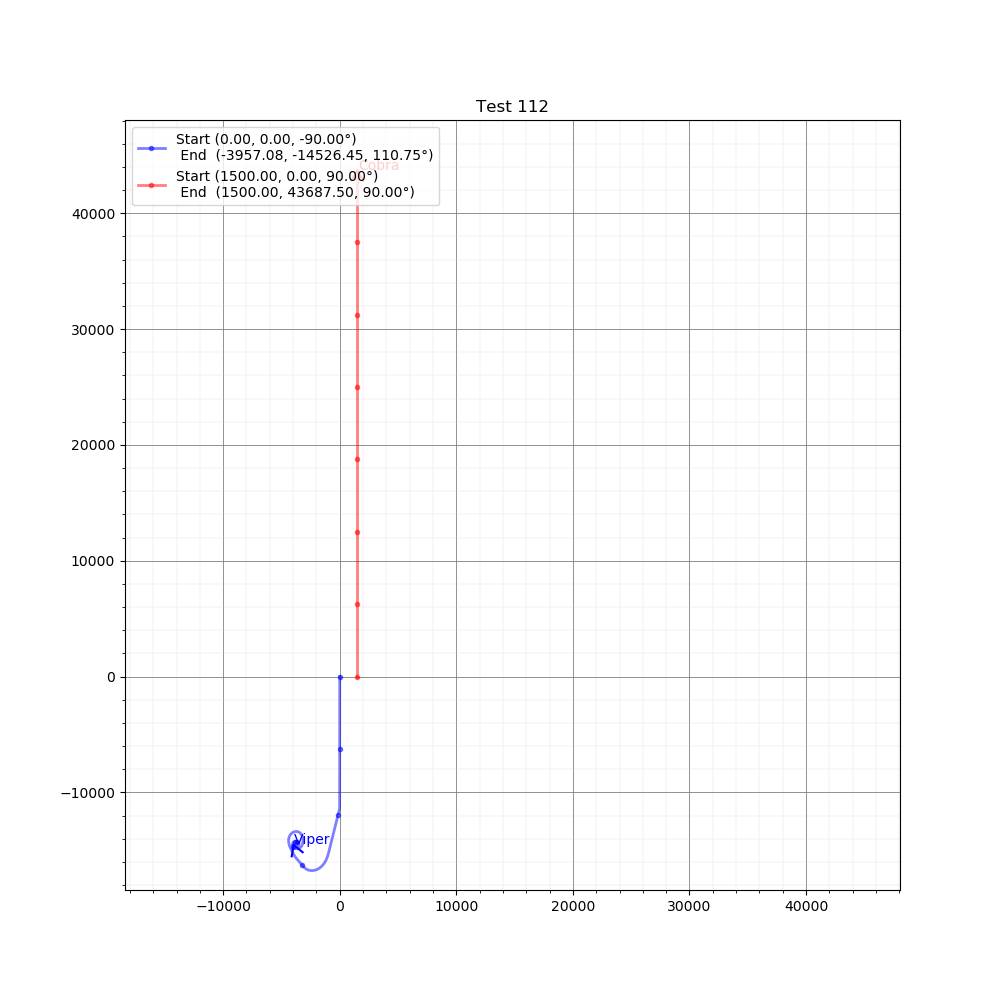 Test 112
Start (0.00, 0.00, -90.00°)
End (-3957.08, -14526.45, 110.75°)
Cobra
Start (1500.00, 0.00, 90.00°)
End (1500.00, 43687.50, 90.00°)
40000
30000
20000
10000
0
−10000
Viper
−10000 0 10000 20000 30000 40000